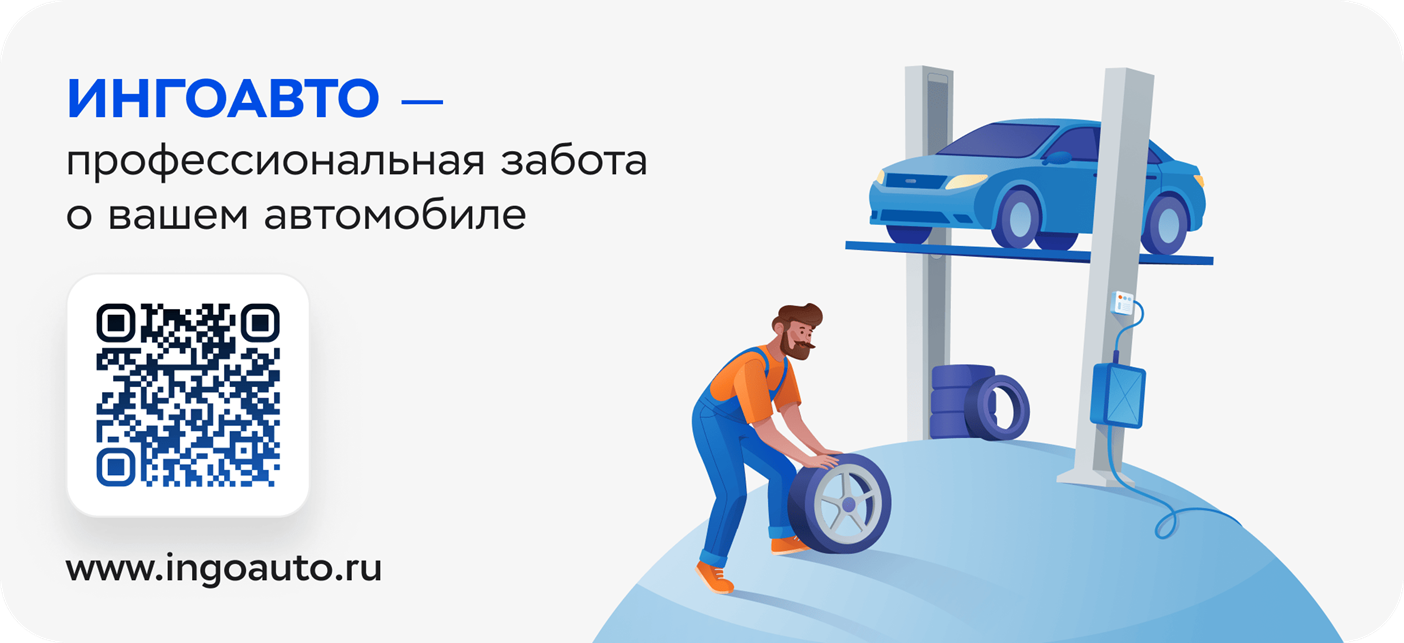 ИНГОАВТО —
профессиональная забота
о вашем автомобиле
www.ingoauto.ru